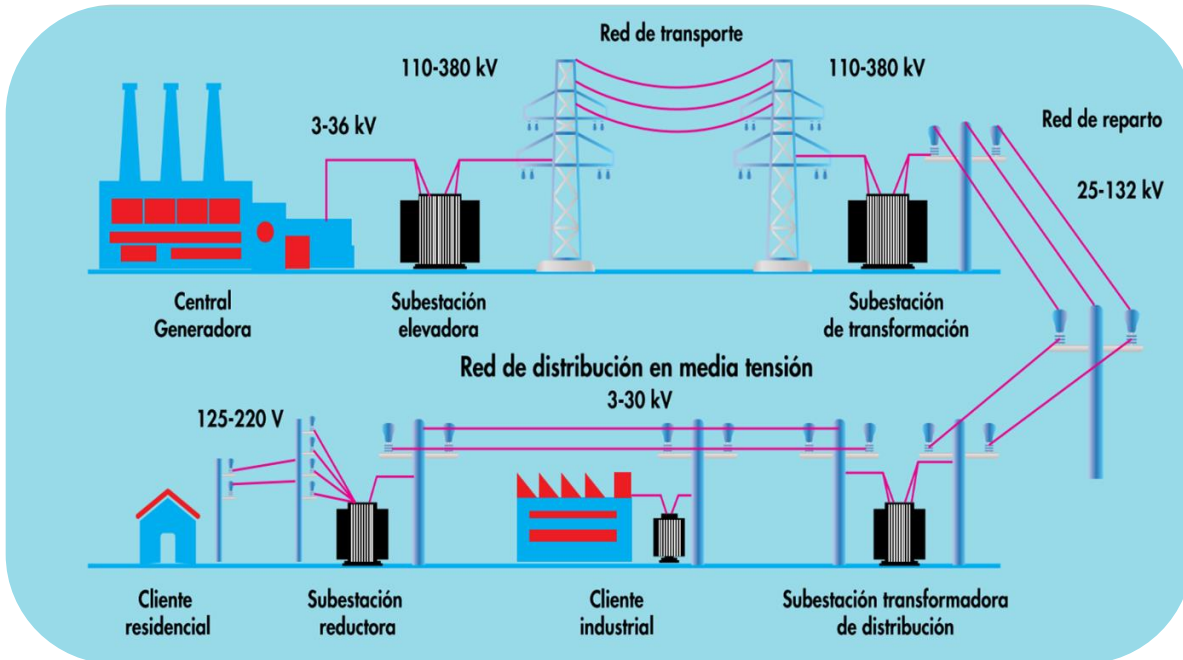 Red de transporte
110-380 kV
110-380 kV
3-36 kV
Red de reparto
25-132 kV
Central
Generadora
Subestación
elevadora
Subestación
de transformación
Red de distribución en media tensión
3-30 kV
125-220 V
Cliente
residencial
Subestación
reductora
Cliente
industrial
Subestación transformadora
de distribución